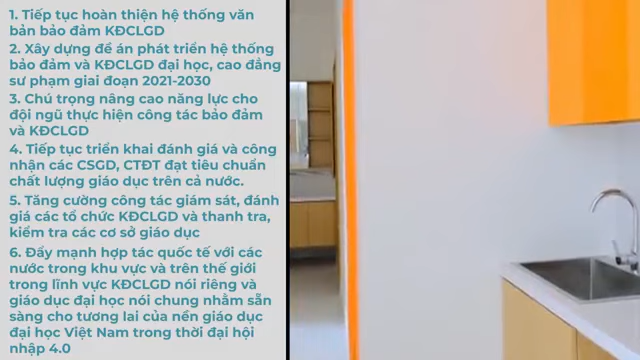 1. Tiếp tục hoàn thiện hệ thống văn
bản bảo đảm KĐCLGD
2. Xây dựng đề án phát triển hệ thống
bảo đảm và KĐCLGD đại học, cao đẳng
sư phạm giai đoạn 2021-2030
3. Chú trọng nâng cao năng lực cho
đội ngũ thực hiện công tác bảo đảm
và KĐCLGD
4. Tiếp tục triển khai đánh giá và công
nhận các CSGD, CTĐT đạt tiêu chuẩn
chất lượng giáo dục trên cả nước.
5. Tăng cường công tác giám sát, đánh
giá các tổ chức KĐCLGD và thanh tra,
kiểm tra các cơ sở giáo dục
6. Đẩy mạnh hợp tác quốc tế với các
nước trong khu vực và trên thế giới
trong lĩnh vực KĐCLGD nói riêng và
giáo dục đại học nói chung nhằm sẵn
sàng cho tương lai của nền giáo dục
đại học Việt Nam trong thời đại hội
nhập 4.0